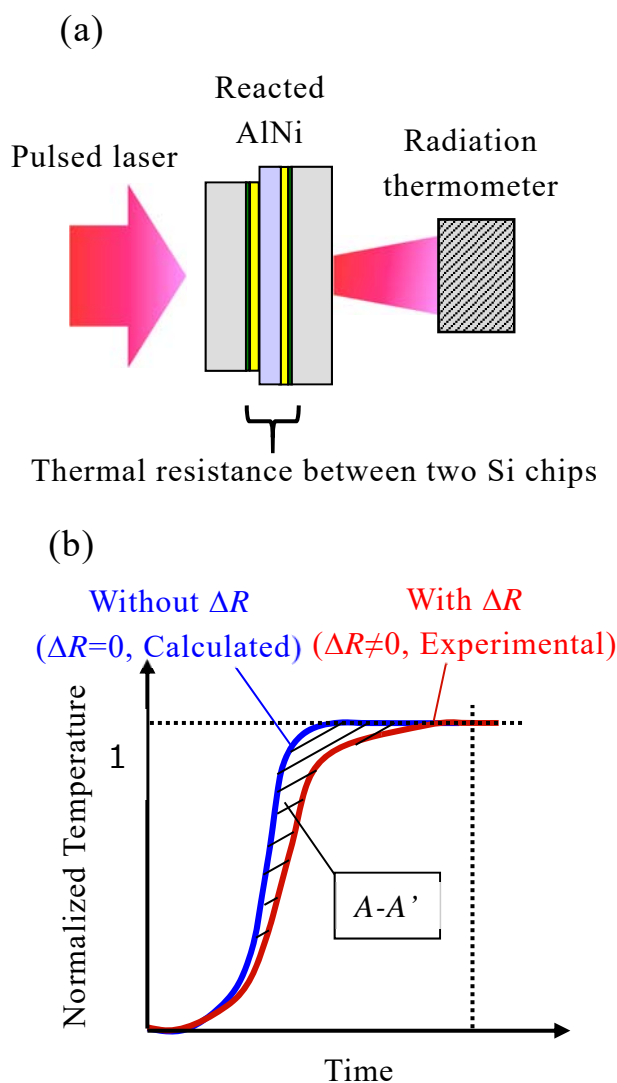 (a)
Reacted
AlNi
Pulsed laser
Radiation
thermometer
Thermal resistance between two Si chips
(b)
Without ΔR
(ΔR=0, Calculated)
With ΔR
(ΔR≠0, Experimental)
Normalized Temperature
1
A-A’
Time